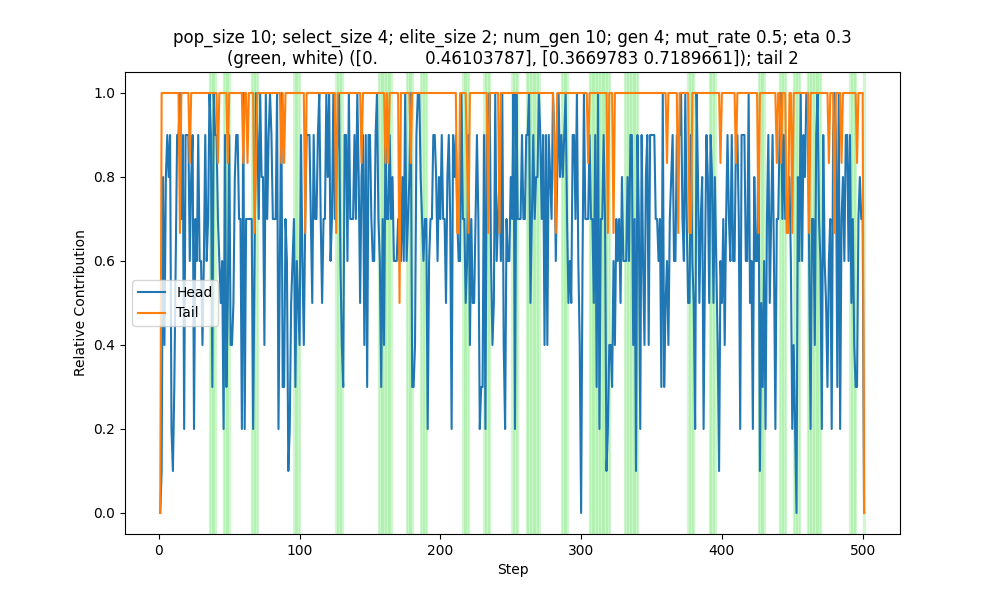 pop_size 10; select_size 4; elite_size 2; num_gen 10; gen 4; mut_rate 0.5; eta 0.3
(green, white) ([0.         0.46103787], [0.3669783 0.7189661]); tail 2
1.0
0.8
0.6
0.4
0.2
0.0
Relative Contribution
Head
Tail
0
100
200
300
400
500
Step